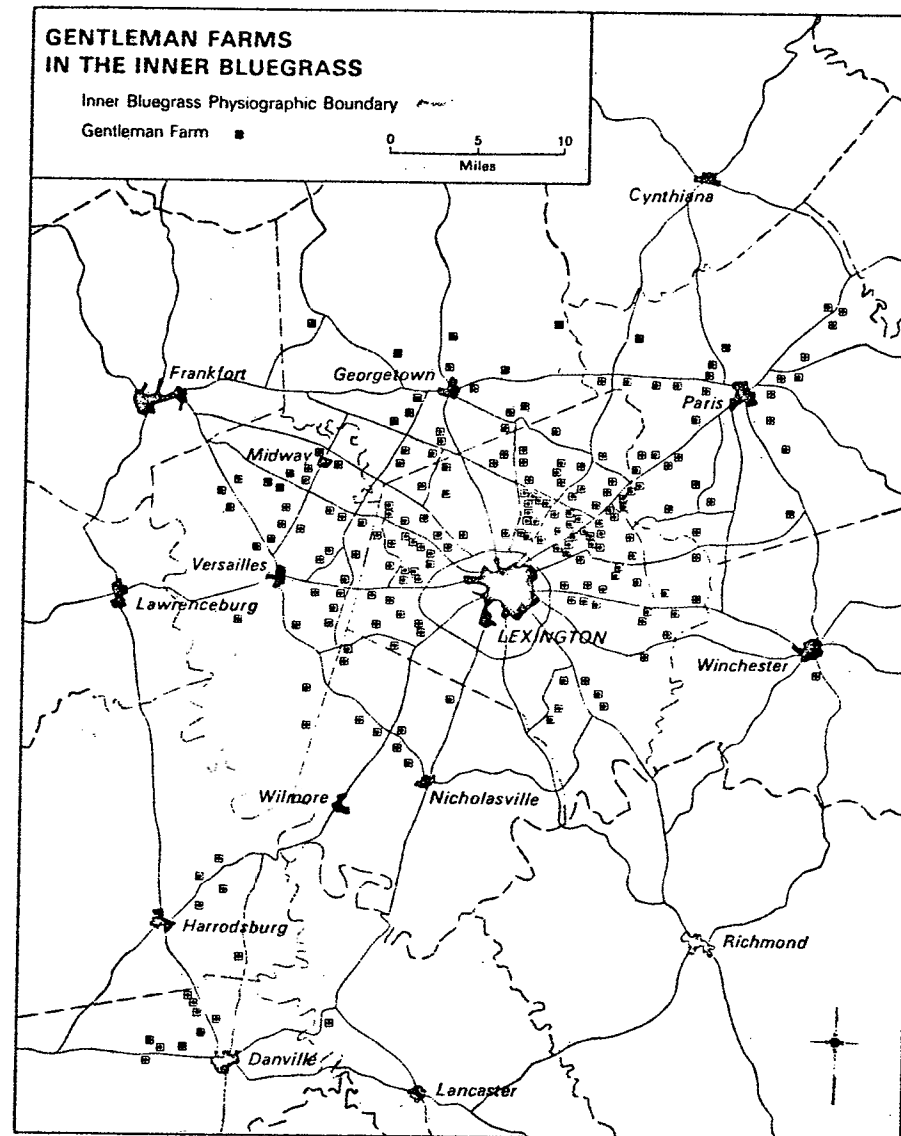 GENTLEMAN FARMS
IN THE INNER BLUEGRASS
Inner Bluegrass Physiographic Boundary
Gentleman Farm
0 5 10
Miles
Cynthiana
Frankfort
Georgetown
Paris
Midway
Versailles
Lawrenceburg
LEXINGTON
Winchester
Wilmore
Nicholasville
Harrodsburg
Richmond
Danville
Lancaster